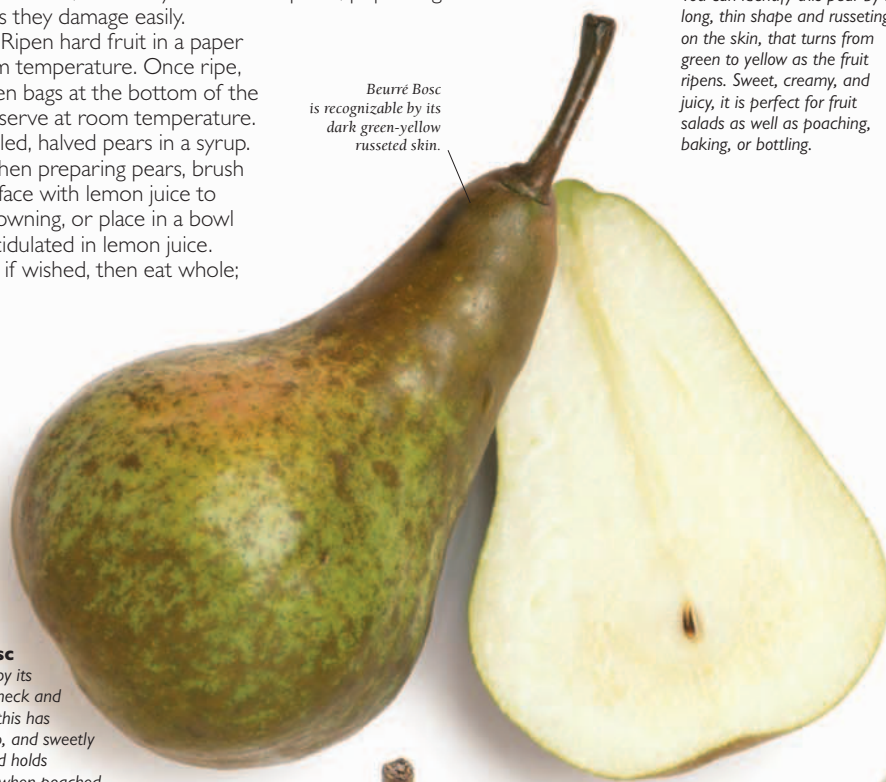 s they damage easily.
Ripen hard fruit in a paper
m temperature. Once ripe,
en bags at the bottom of the
serve at room temperature.
led, halved pears in a syrup.
hen preparing pears, brush
face with lemon juice to
owning, or place in a bowl
cidulated in lemon juice.
if wished, then eat whole;
Beurré Bosc
is recognizable by its
dark green-yellow
russeted skin.
long, thin shape and russeting
on the skin, that turns from
green to yellow as the fruit
ripens. Sweet, creamy, and
juicy, it is perfect for fruit
salads as well as poaching,
baking, or bottling.
sc
by its
neck and
this has
, and sweetly
d holds
when poached